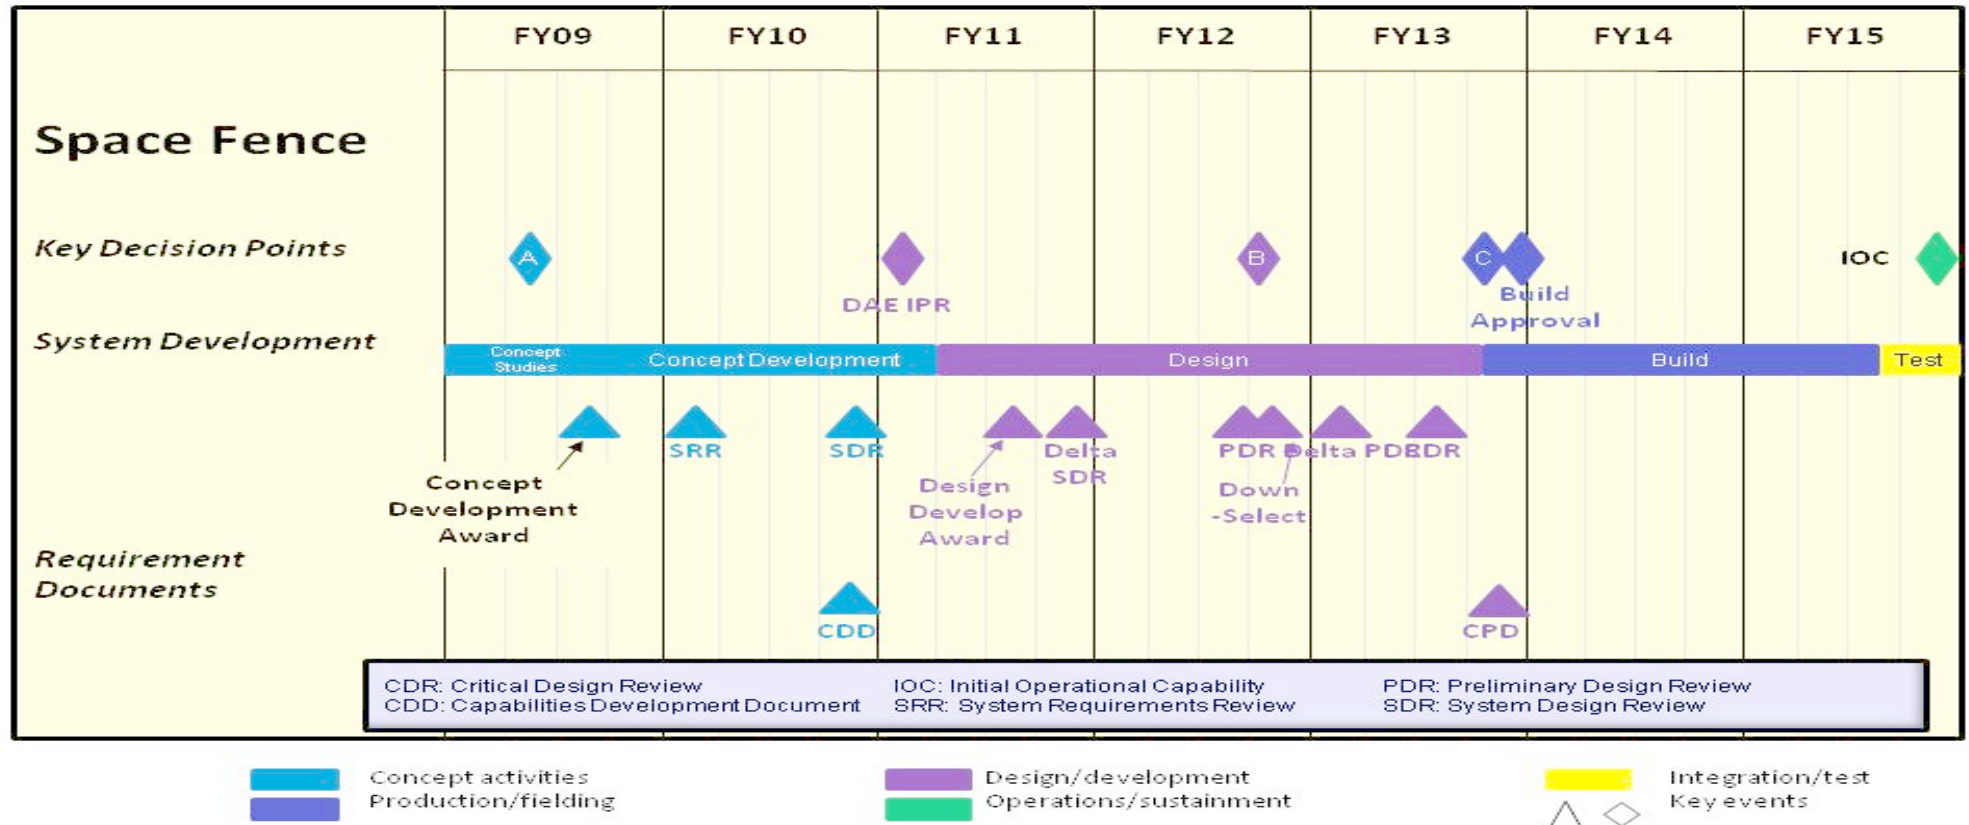 FY09 FY10 FY11 FY12 FY13 FY14 FY15
Space Fence
Key Decision Points
A
B
C
IOC
DAE IPR
Build
Approval
System Development
Concept
Studies
Concept Development
Design
Build
Test
SRR
SDR
Delta
SDR
PDR
Delta PDR
CDR
Concept
Development
Award
Design
Develop
Award
Down
-Select
Requirement
Documents
CDD
CPD
CDR: Critical Design Review
CDD: Capabilities Development Document
IOC: Initial Operational Capability
SRR: System Requirements Review
PDR: Preliminary Design Review
SDR: System Design Review
Concept activities
Production/fielding
Design/development
Operations/sustainment
Integration/test
Key events